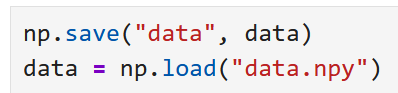 np.save("data", data)
data = np.load("data.npy")